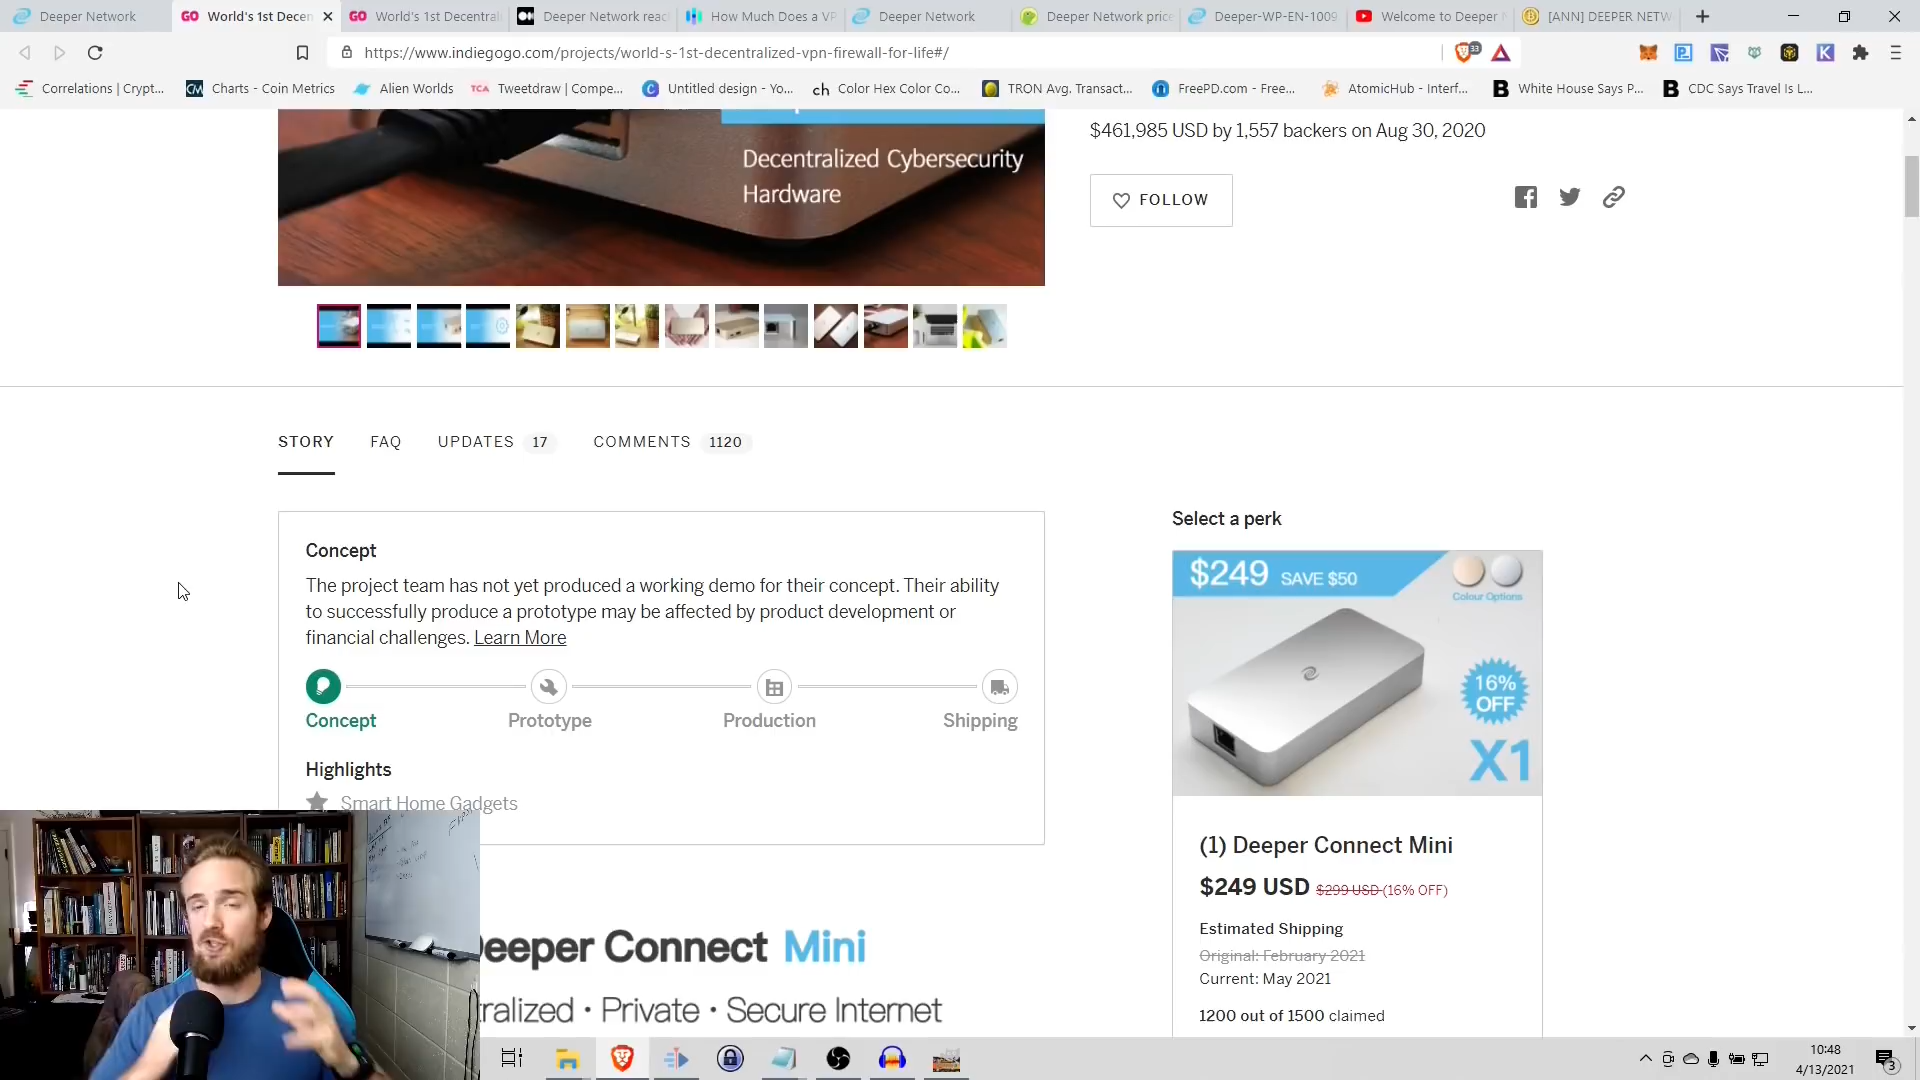 Deeper Network
World's 1st Decen
World's 1st Decentrali
Deeper Network reac
How Much Does a VP
Deeper Network
Deeper Network price
Deeper-WP-EN-1009
Welcome to Deeper N
[ANN] DEEPER NETW
https://www.indiegogo.com/projects/world-s-1st-decentralized-vpn-firewall-for-life#/
33
Correlations | Crypt...
Charts - Coin Metrics
Alien Worlds
Tweetdraw | Compe...
Untitled design - Yo...
Color Hex Color Co...
TRON Avg. Transact...
FreePD.com - Free...
AtomicHub - Interf...
White House Says P...
CDC Says Travel Is L...
Decentralized Cybersecurity
Hardware
$461,985 USD by 1,557 backers on Aug 30, 2020
FOLLOW
STORY
FAQ
UPDATES 17
COMMENTS 1120
Concept
The project team has not yet produced a working demo for their concept. Their ability
to successfully produce a prototype may be affected by product development or
financial challenges. Learn More
Concept
Prototype
Production
Shipping
Highlights
Smart Home Gadgets
Deeper Connect Mini
tralized • Private • Secure Internet
Select a perk
$249 SAVE $50
Colour Options
16%
OFF
X1
(1) Deeper Connect Mini
$249 USD $299 USD (16% OFF)
Estimated Shipping
Original: February 2021
Current: May 2021
1200 out of 1500 claimed
10:48
4/13/2021
3